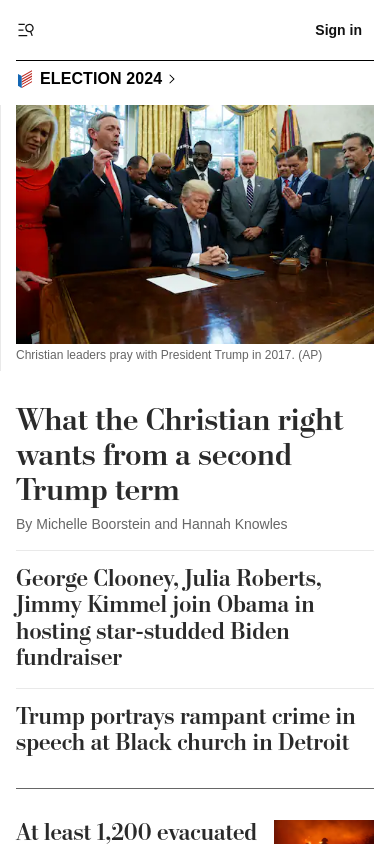 Sign in
ELECTION 2024
Christian leaders pray with President Trump in 2017. (AP)
What the Christian right
wants from a second
Trump term
By Michelle Boorstein and Hannah Knowles
George Clooney, Julia Roberts,
Jimmy Kimmel join Obama in
hosting star-studded Biden
fundraiser
Trump portrays rampant crime in
speech at Black church in Detroit
At least 1,200 evacuated